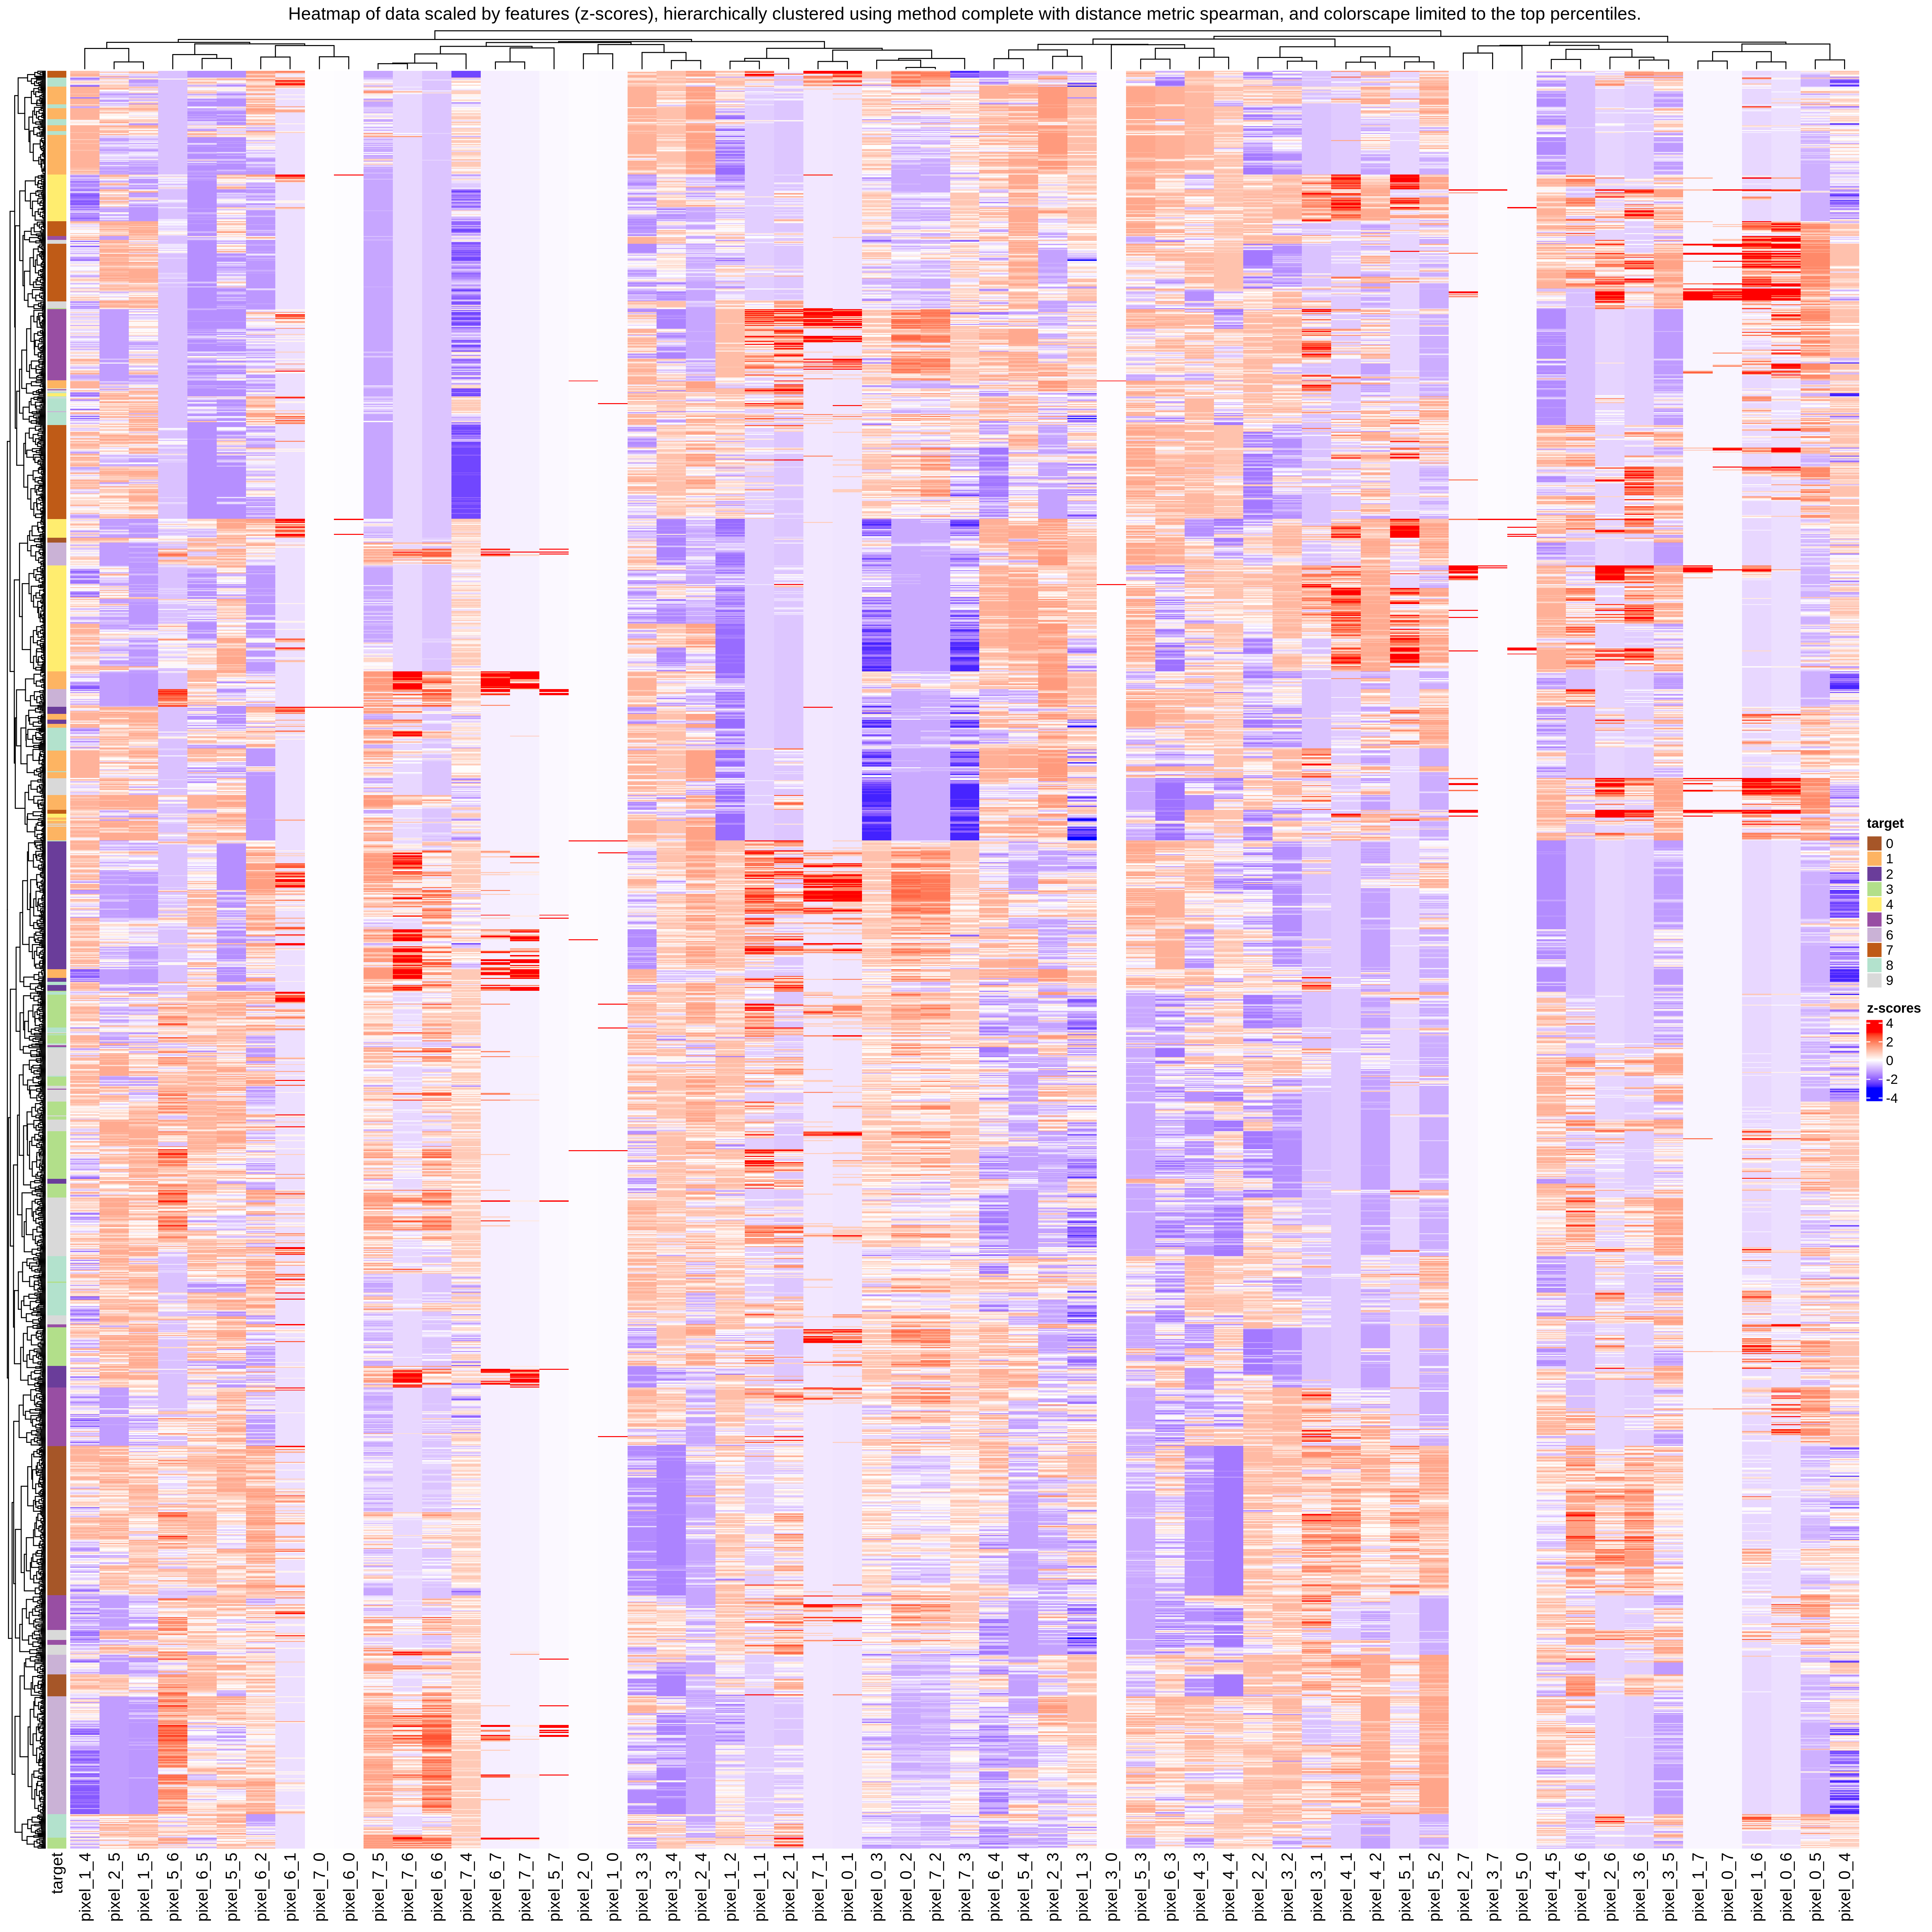 Heatmap of data scaled by features (z-scores), hierarchically clustered using method complete with distance metric spearman, and colorscape limited to the top percentiles.
target
0
1
2
3
4
5
6
7
8
9
z-scores
4
2
0
-2
-4
target
pixel_1_4
pixel_2_5
pixel_1_5
pixel_5_6
pixel_6_5
pixel_5_5
pixel_6_2
pixel_6_1
pixel_7_0
pixel_6_0
pixel_7_5
pixel_7_6
pixel_6_6
pixel_7_4
pixel_6_7
pixel_7_7
pixel_5_7
pixel_2_0
pixel_1_0
pixel_3_3
pixel_3_4
pixel_2_4
pixel_1_2
pixel_1_1
pixel_2_1
pixel_7_1
pixel_0_1
pixel_0_3
pixel_0_2
pixel_7_2
pixel_7_3
pixel_6_4
pixel_5_4
pixel_2_3
pixel_1_3
pixel_3_0
pixel_5_3
pixel_6_3
pixel_4_3
pixel_4_4
pixel_2_2
pixel_3_2
pixel_3_1
pixel_4_1
pixel_4_2
pixel_5_1
pixel_5_2
pixel_2_7
pixel_3_7
pixel_5_0
pixel_4_5
pixel_4_6
pixel_2_6
pixel_3_6
pixel_3_5
pixel_1_7
pixel_0_7
pixel_1_6
pixel_0_6
pixel_0_5
pixel_0_4